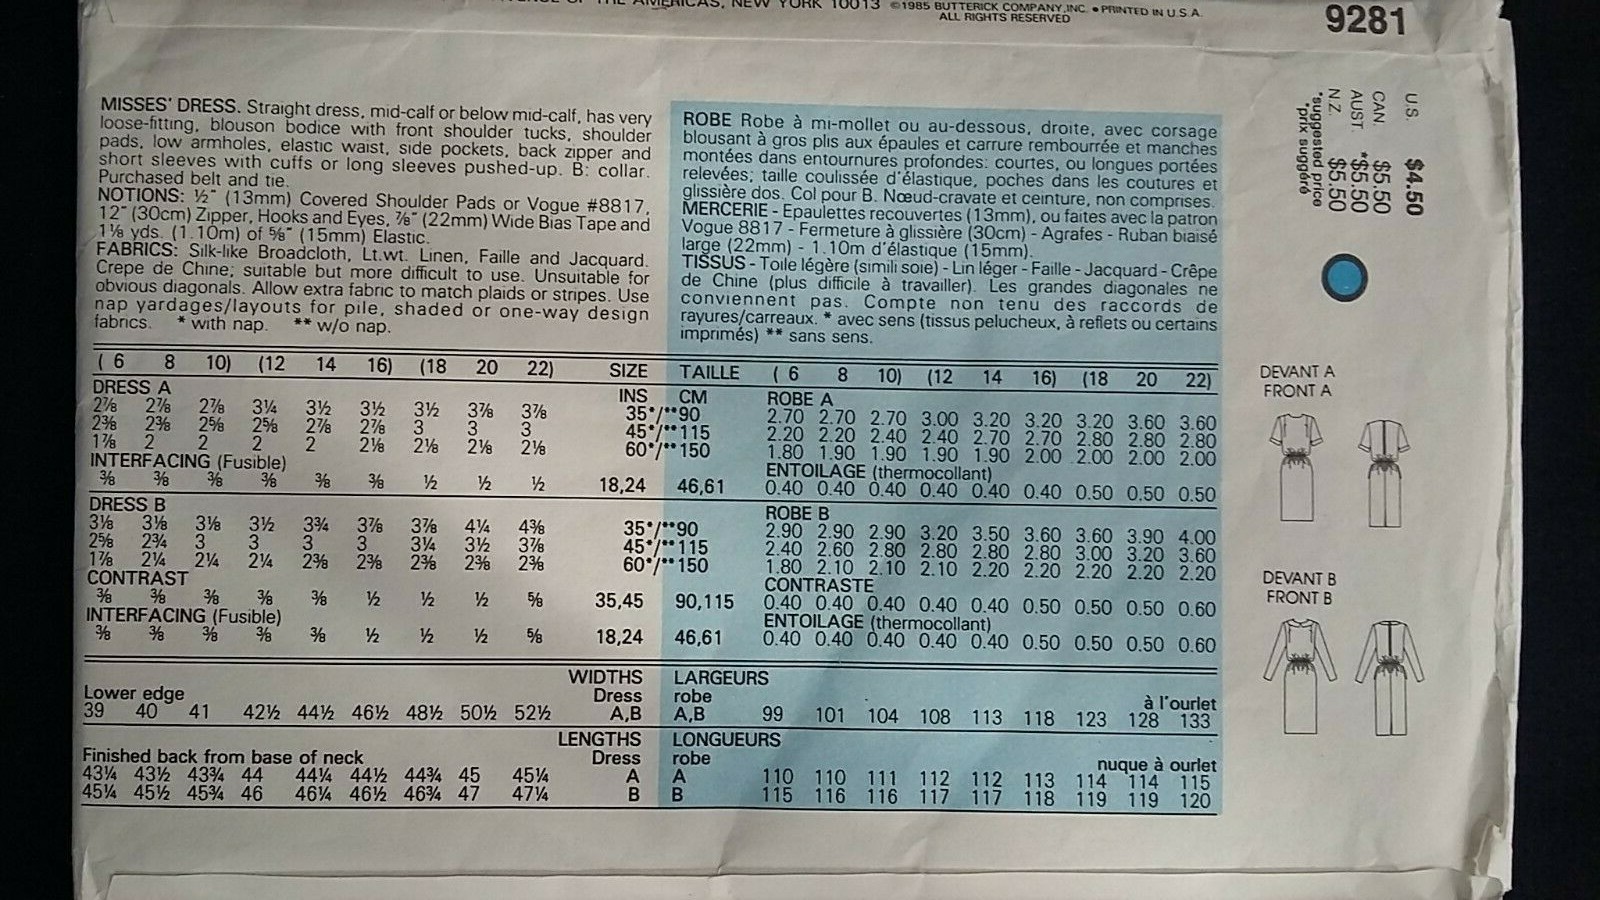 THE AMERICAS, NEW YORK 10013 ©1985 BUTTERICK COMPANY, INC. • PRINTED IN U.S.A.
ALL RIGHTS RESERVED
9281
MISSES' DRESS. Straight dress, mid-calf or below mid-calf, has very
loose-fitting, blouson bodice with front shoulder tucks, shoulder
pads, low armholes, elastic waist, side pockets, back zipper and
short sleeves with cuffs or long sleeves pushed-up. B: collar.
Purchased belt and tie.
NOTIONS: ½" (13mm) Covered Shoulder Pads or Vogue #8817,
12" (30cm) Zipper, Hooks and Eyes, ⅞" (22mm) Wide Bias Tape and
1⅛ yds. (1.10m) of ⅝" (15mm) Elastic.
FABRICS: Silk-like Broadcloth, Lt.wt. Linen, Faille and Jacquard.
Crepe de Chine; suitable but more difficult to use. Unsuitable for
obvious diagonals. Allow extra fabric to match plaids or stripes. Use
nap yardages/layouts for pile, shaded or one-way design
fabrics. * with nap. ** w/o nap.
ROBE Robe à mi-mollet ou au-dessous, droite, avec corsage
blousant à gros plis aux épaules et carrure rembourrée et manches
montées dans entournures profondes: courtes, ou longues portées
relevées; taille coulissée d'élastique, poches dans les coutures et
glissière dos. Col pour B. Nœud-cravate et ceinture, non comprises.
MERCERIE - Epaulettes recouvertes (13mm), ou faites avec la patron
Vogue 8817 - Fermeture à glissière (30cm) - Agrafes - Ruban biaisé
large (22mm) - 1.10m d'élastique (15mm).
TISSUS - Toile légère (simili soie) - Lin léger - Faille - Jacquard - Crêpe
de Chine (plus difficile à travailler). Les grandes diagonales ne
conviennent pas. Compte non tenu des raccords de
rayures/carreaux. * avec sens (tissus pelucheux, à reflets ou certains
imprimés) ** sans sens.
U.S. $4.50
CAN. $5.50
AUST. *$5.50
N.Z. $5.50
*suggested price
*prix suggéré
( 6 8 10) (12 14 16) (18 20 22) SIZE TAILLE ( 6 8 10) (12 14 16) (18 20 22)
DRESS A INS CM ROBE A
2⅞ 2⅞ 2⅞ 3¼ 3½ 3½ 3½ 3⅞ 3⅞ 35*/**90 2.70 2.70 2.70 3.00 3.20 3.20 3.20 3.60 3.60
2⅜ 2⅜ 2⅝ 2⅝ 2⅞ 2⅞ 3 3 3 45*/**115 2.20 2.20 2.40 2.40 2.70 2.70 2.80 2.80 2.80
1⅞ 2 2 2 2 2⅛ 2⅛ 2⅛ 2⅛ 60*/**150 1.80 1.90 1.90 1.90 1.90 2.00 2.00 2.00 2.00
INTERFACING (Fusible) ENTOILAGE (thermocollant)
⅜ ⅜ ⅜ ⅜ ⅜ ⅜ ½ ½ ½ 18,24 46,61 0.40 0.40 0.40 0.40 0.40 0.40 0.50 0.50 0.50
DRESS B ROBE B
3⅛ 3⅛ 3⅛ 3½ 3¾ 3⅞ 3⅞ 4¼ 4⅜ 35*/**90 2.90 2.90 2.90 3.20 3.50 3.60 3.60 3.90 4.00
2⅝ 2¾ 3 3 3 3 3¼ 3½ 3⅞ 45*/**115 2.40 2.60 2.80 2.80 2.80 2.80 3.00 3.20 3.60
1⅞ 2¼ 2¼ 2¼ 2⅜ 2⅜ 2⅜ 2⅜ 2⅜ 60*/**150 1.80 2.10 2.10 2.10 2.20 2.20 2.20 2.20 2.20
CONTRAST CONTRASTE
⅜ ⅜ ⅜ ⅜ ⅜ ½ ½ ½ ⅝ 35,45 90,115 0.40 0.40 0.40 0.40 0.40 0.50 0.50 0.50 0.60
INTERFACING (Fusible) ENTOILAGE (thermocollant)
⅜ ⅜ ⅜ ⅜ ⅜ ½ ½ ½ ⅝ 18,24 46,61 0.40 0.40 0.40 0.40 0.40 0.50 0.50 0.50 0.60
WIDTHS LARGEURS
Lower edge Dress robe à l'ourlet
39 40 41 42½ 44½ 46½ 48½ 50½ 52½ A,B A,B 99 101 104 108 113 118 123 128 133
LENGTHS LONGUEURS
Finished back from base of neck Dress robe nuque à ourlet
43¼ 43½ 43¾ 44 44¼ 44½ 44¾ 45 45¼ A A 110 110 111 112 112 113 114 114 115
45¼ 45½ 45¾ 46 46¼ 46½ 46¾ 47 47¼ B B 115 116 116 117 117 118 119 119 120
DEVANT A
FRONT A
DEVANT B
FRONT B